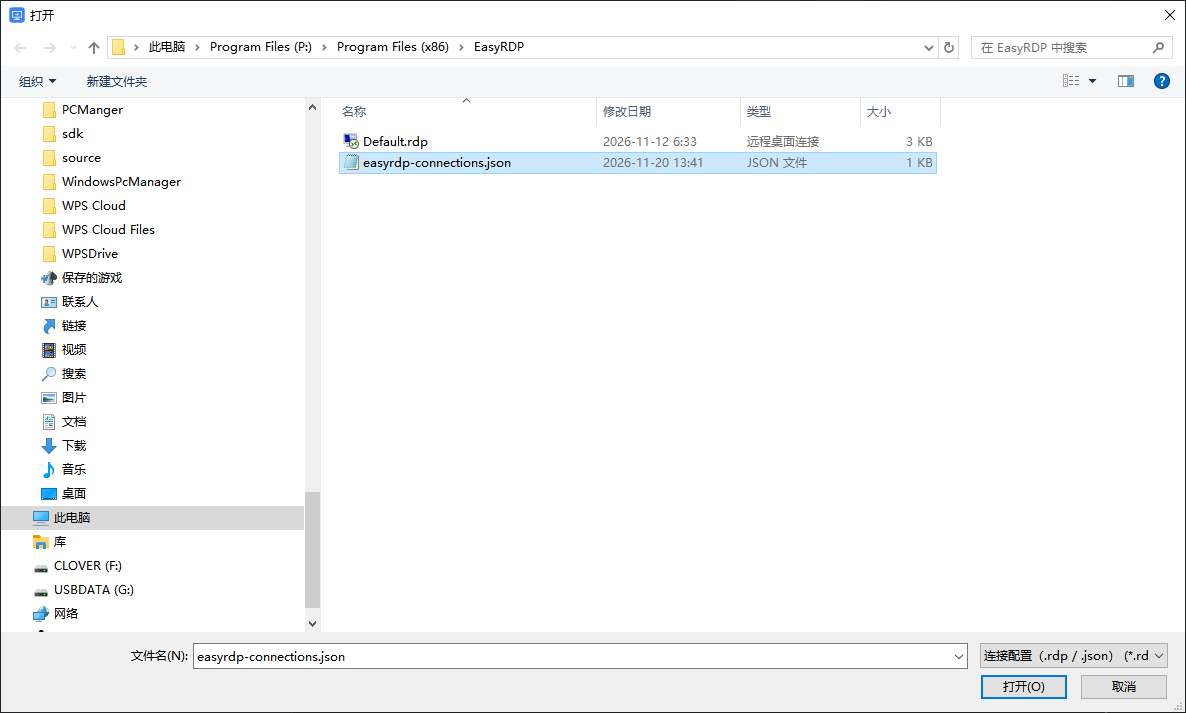 打开
此电脑 › Program Files (P:) › Program Files (x86) › EasyRDP
在 EasyRDP 中搜索
组织 新建文件夹
PCManger
sdk
source
WindowsPcManager
WPS Cloud
WPS Cloud Files
WPSDrive
保存的游戏
联系人
链接
视频
搜索
图片
文档
下载
音乐
桌面
此电脑
库
CLOVER (F:)
USBDATA (G:)
网络
名称 修改日期 类型 大小
Default.rdp 2026-11-12 6:33 远程桌面连接 3 KB
easyrdp-connections.json 2026-11-20 13:41 JSON 文件 1 KB
文件名(N): easyrdp-connections.json
连接配置 (.rdp / .json) (*.rd
打开(O) 取消